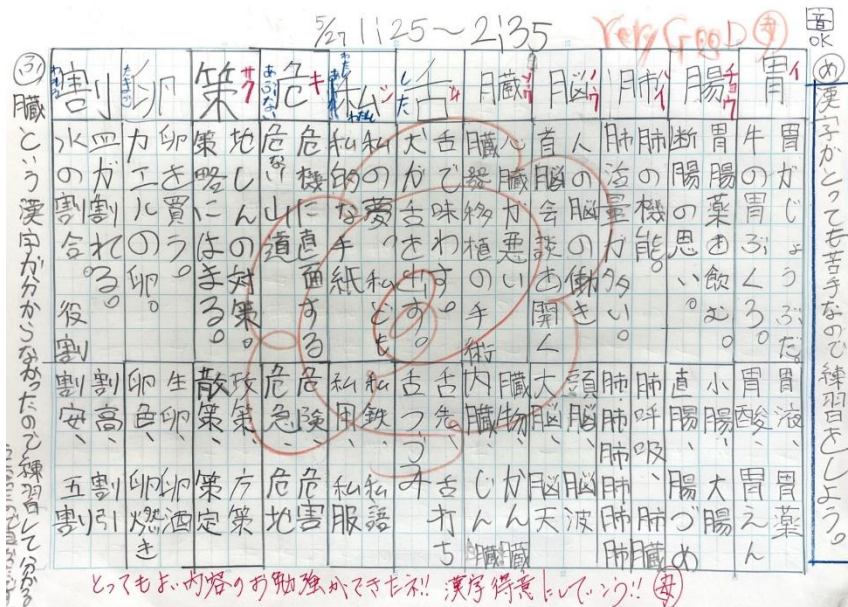 5/27 1:25~2:35
Very GooD
母
音
OK
め 漢字がとっても苦手なので練習をしよう。
イ
胃
胃がじょうぶだ。
牛の胃ぶくろ。
胃液、胃薬
胃酸、胃えん
チョウ
腸
胃腸薬を飲む。
断腸の思い。
小腸、大腸
直腸、腸づめ
ハイ
肺
肺の機能。
肺活量が多い。
肺呼吸、肺臓
肺肺肺肺肺
ノウ
脳
人の脳の働き
首脳会談を開く
頭脳、脳波
大脳、脳天
ゾウ
臓
心臓が悪い
臓器移植の手術
臓物、かん臓
内臓、じん臓
した
舌
舌で味わす。
犬が舌を出す。
舌先、舌打ち
舌つづみ
シ
わたくし
わたし
私
私の夢。私ども
私的な手紙
私鉄、私語
私用、私服
キ
あぶない
危
危機に直面する
危ない山道
危険、危害
危急、危地
サク
策
地しんの対策。
策略にはまる。
政策、方策
散策、策定
たまご
卵
卵を買う。
カエルの卵。
生卵、卵酒
卵色、卵燃き
わる
割
皿が割れる。
水の割合。役割
割高、割引
割安、五割
ふ 臓という漢字が分からなかったので練習して分かる
とってもよい内容のお勉強ができたネ!! 漢字得意にしていこう!! 母